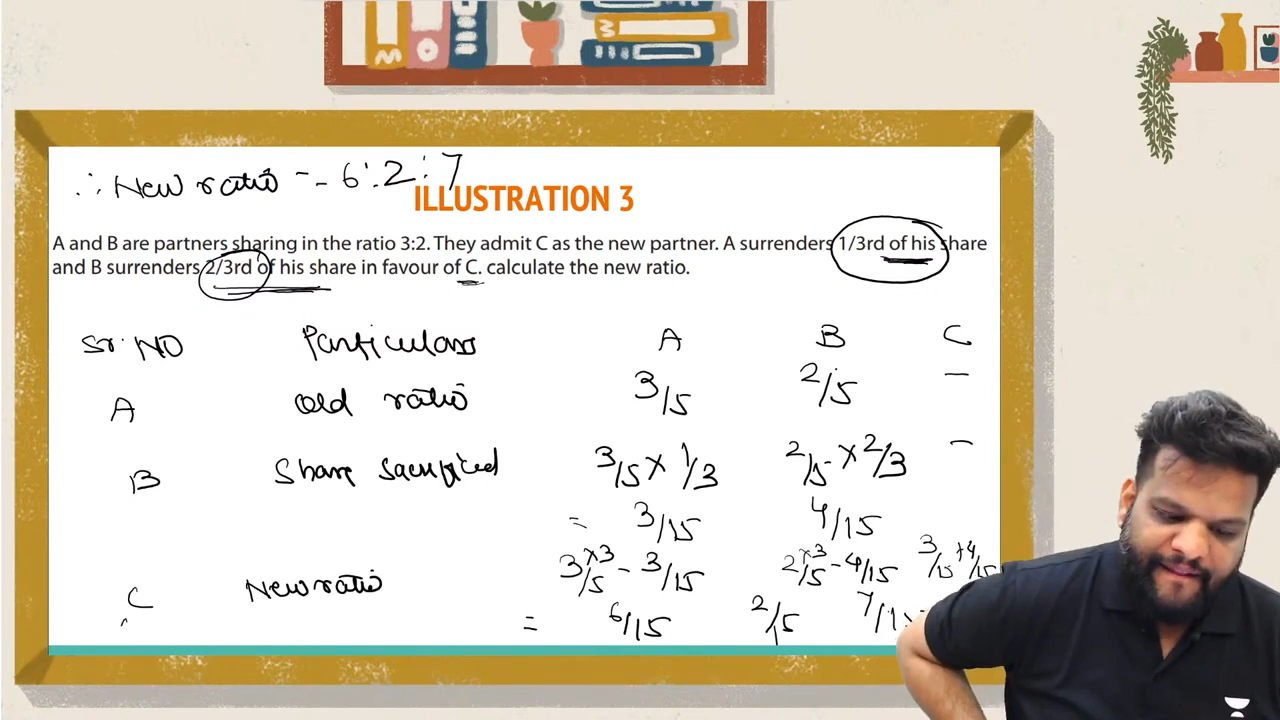 ∴ New ratio -- 6:2:7
ILLUSTRATION 3
A and B are partners sharing in the ratio 3:2. They admit C as the new partner. A surrenders 1/3rd of his share
and B surrenders 2/3rd of his share in favour of C. calculate the new ratio.
Sr. NO Particulars A B C
A Old ratio 3/5 2/5 –
B Share sacrificed 3/5 × 1/3 2/5 × 2/3 –
= 3/15 4/15
C New ratio 3×3/5 - 3/15 2×3/5 - 4/15 3/15 + 4/15
= 6/15 2/15 7/15